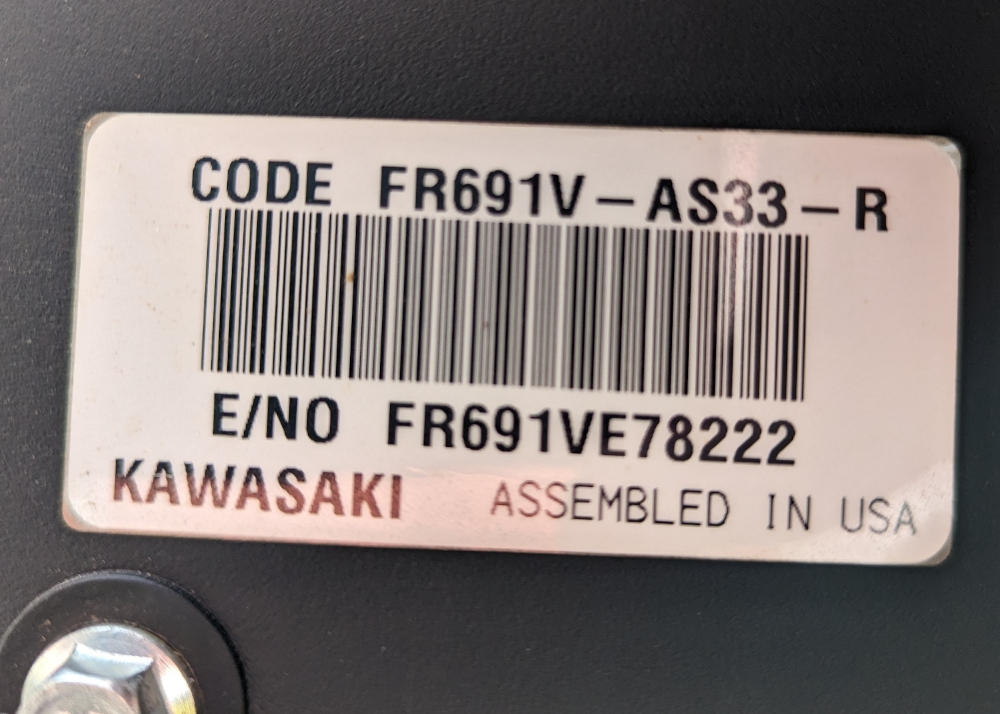 CODE FR691V-AS33-R
E/NO FR691VE78222
KAWASAKI ASSEMBLED IN USA